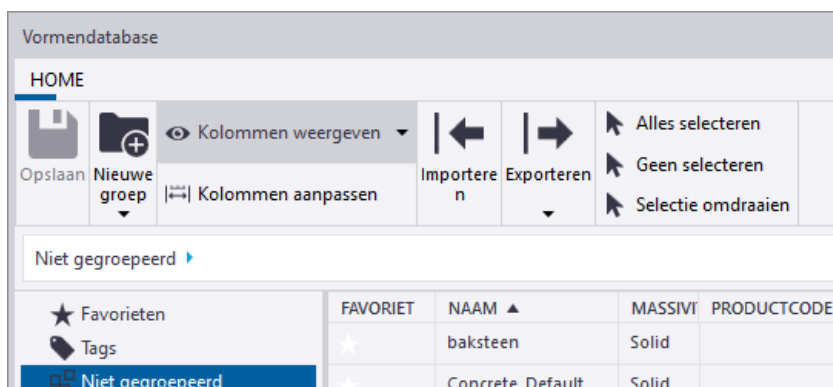 Vormendatabase
HOME
Opslaan
Nieuwe
groep
Kolommen weergeven
Kolommen aanpassen
Importere
n
Exporteren
Alles selecteren
Geen selecteren
Selectie omdraaien
Niet gegroepeerd
Favorieten
Tags
Niet gegroepeerd
FAVORIET NAAM MASSIVI PRODUCTCODE
baksteen Solid
Concrete_Default Solid